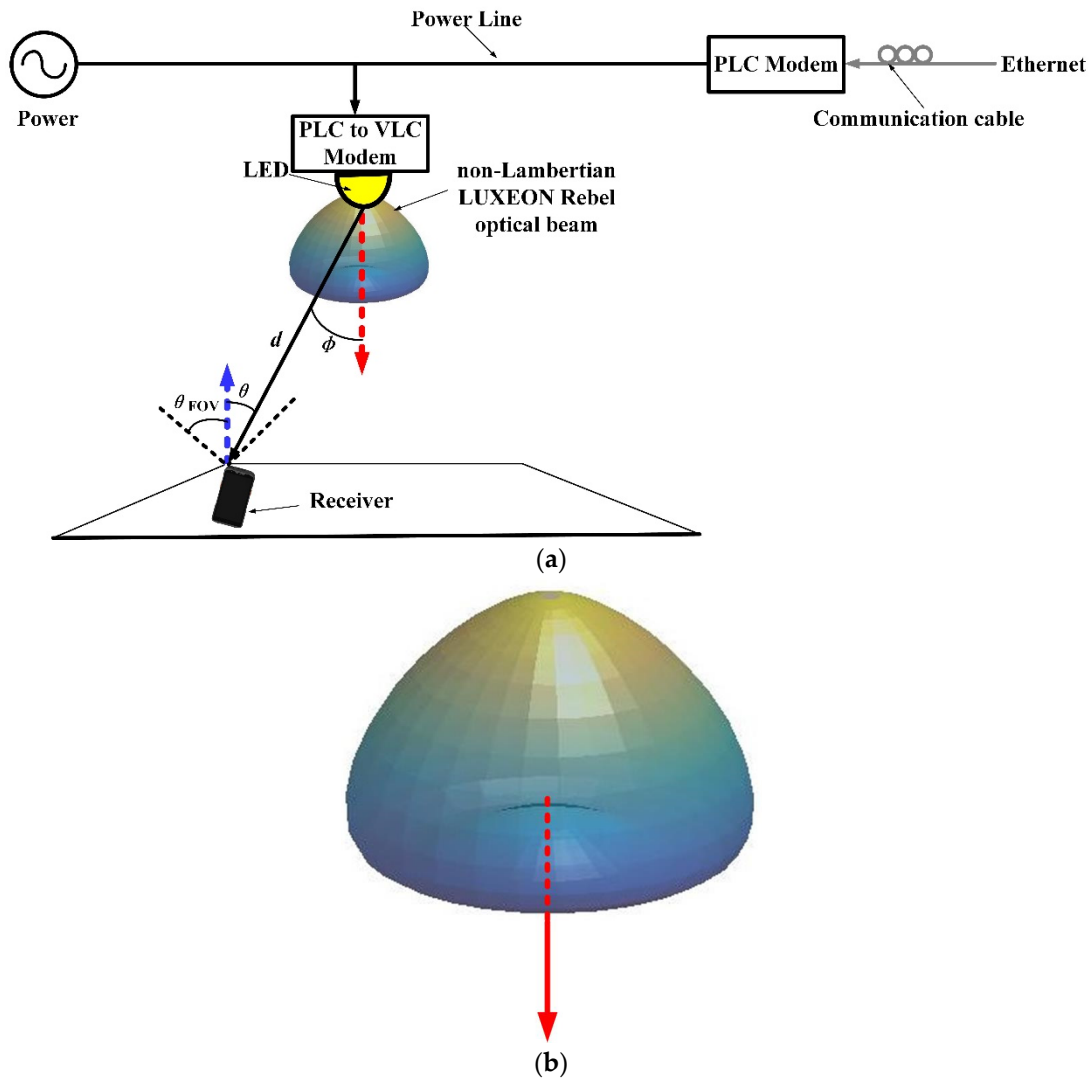 Power Line
Power
PLC Modem
Ethernet
Communication cable
PLC to VLC
Modem
LED
non-Lambertian
LUXEON Rebel
optical beam
d
ϕ
θ
θ FOV
Receiver
(a)
(b)